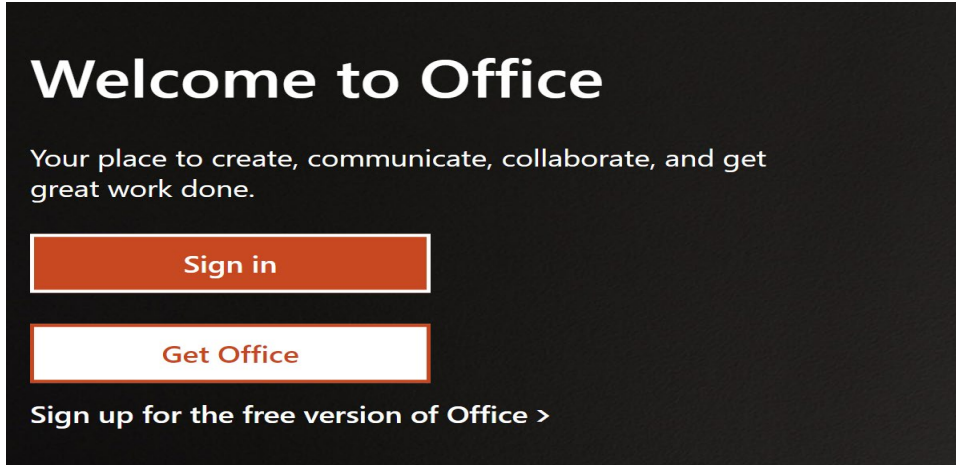 Welcome to Office
Your place to create, communicate, collaborate, and get
great work done.
Sign in
Get Office
Sign up for the free version of Office >